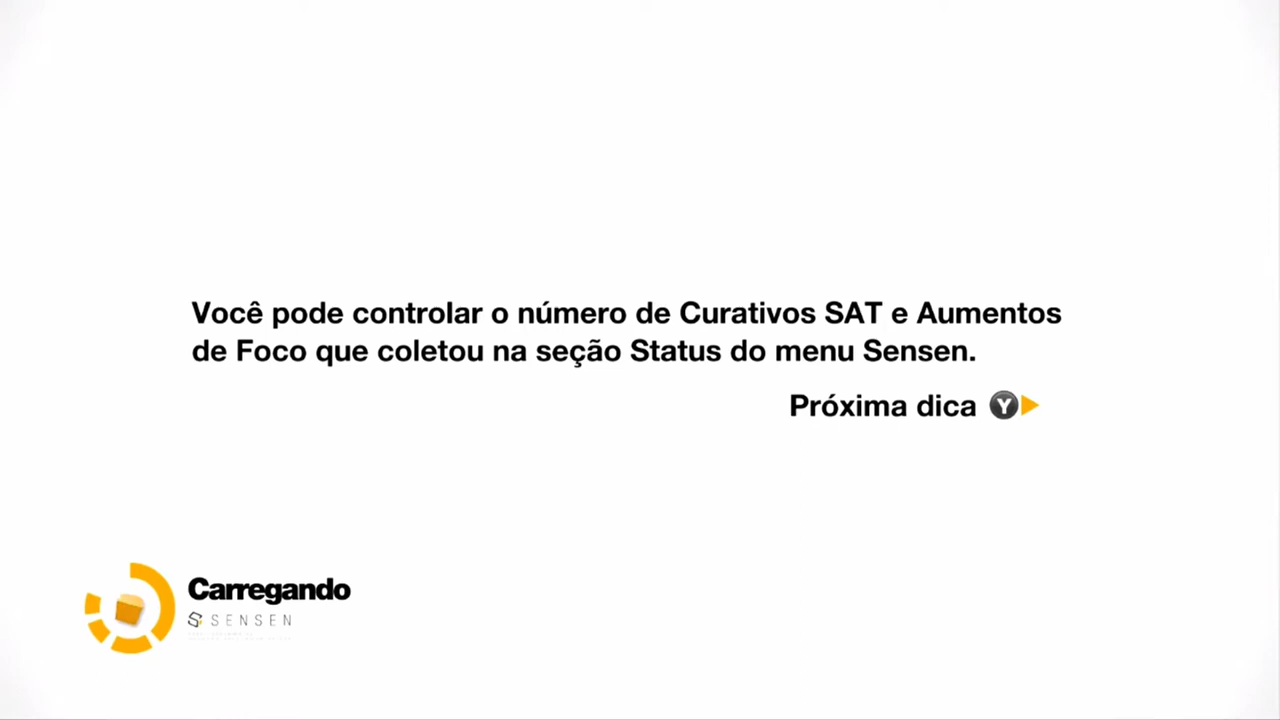 Você pode controlar o número de Curativos SAT e Aumentos
de Foco que coletou na seção Status do menu Sensen.
Próxima dica Y
Carregando
SENSEN